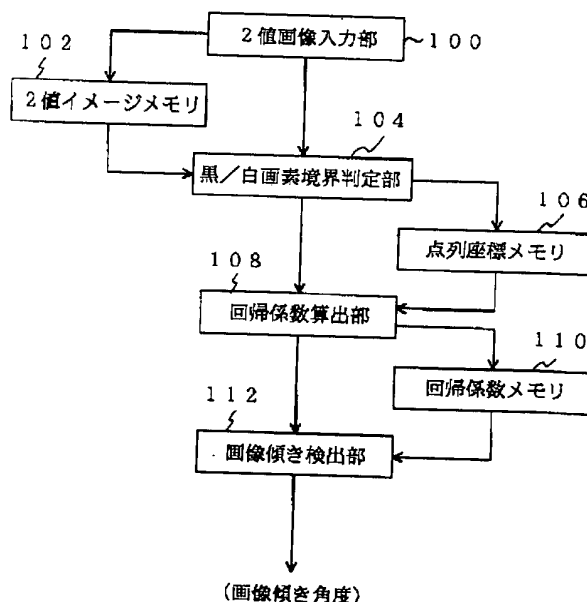 2値画像入力部
100
102
2値イメージメモリ
104
黒/白画素境界判定部
106
点列座標メモリ
108
回帰係数算出部
110
回帰係数メモリ
112
画像傾き検出部
(画像傾き角度)